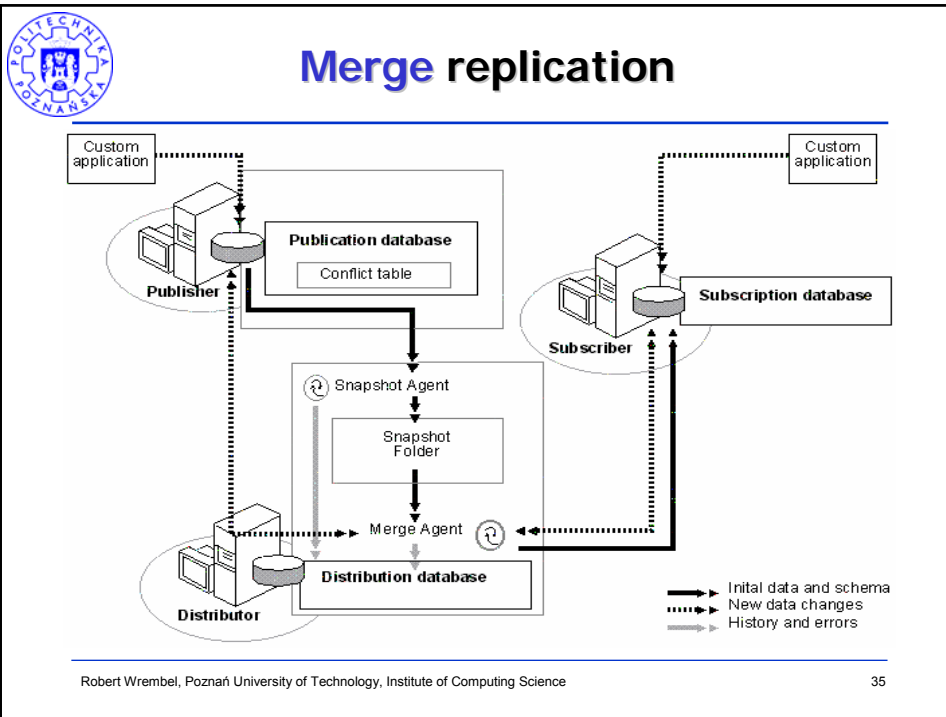 POLITECHNIKA POZNAŃSKA
Merge replication
Custom
application
Custom
application
Publication database
Conflict table
Publisher
Subscription database
Subscriber
Snapshot Agent
Snapshot
Folder
Merge Agent
Distribution database
Distributor
Inital data and schema
New data changes
History and errors
Robert Wrembel, Poznań University of Technology, Institute of Computing Science
35